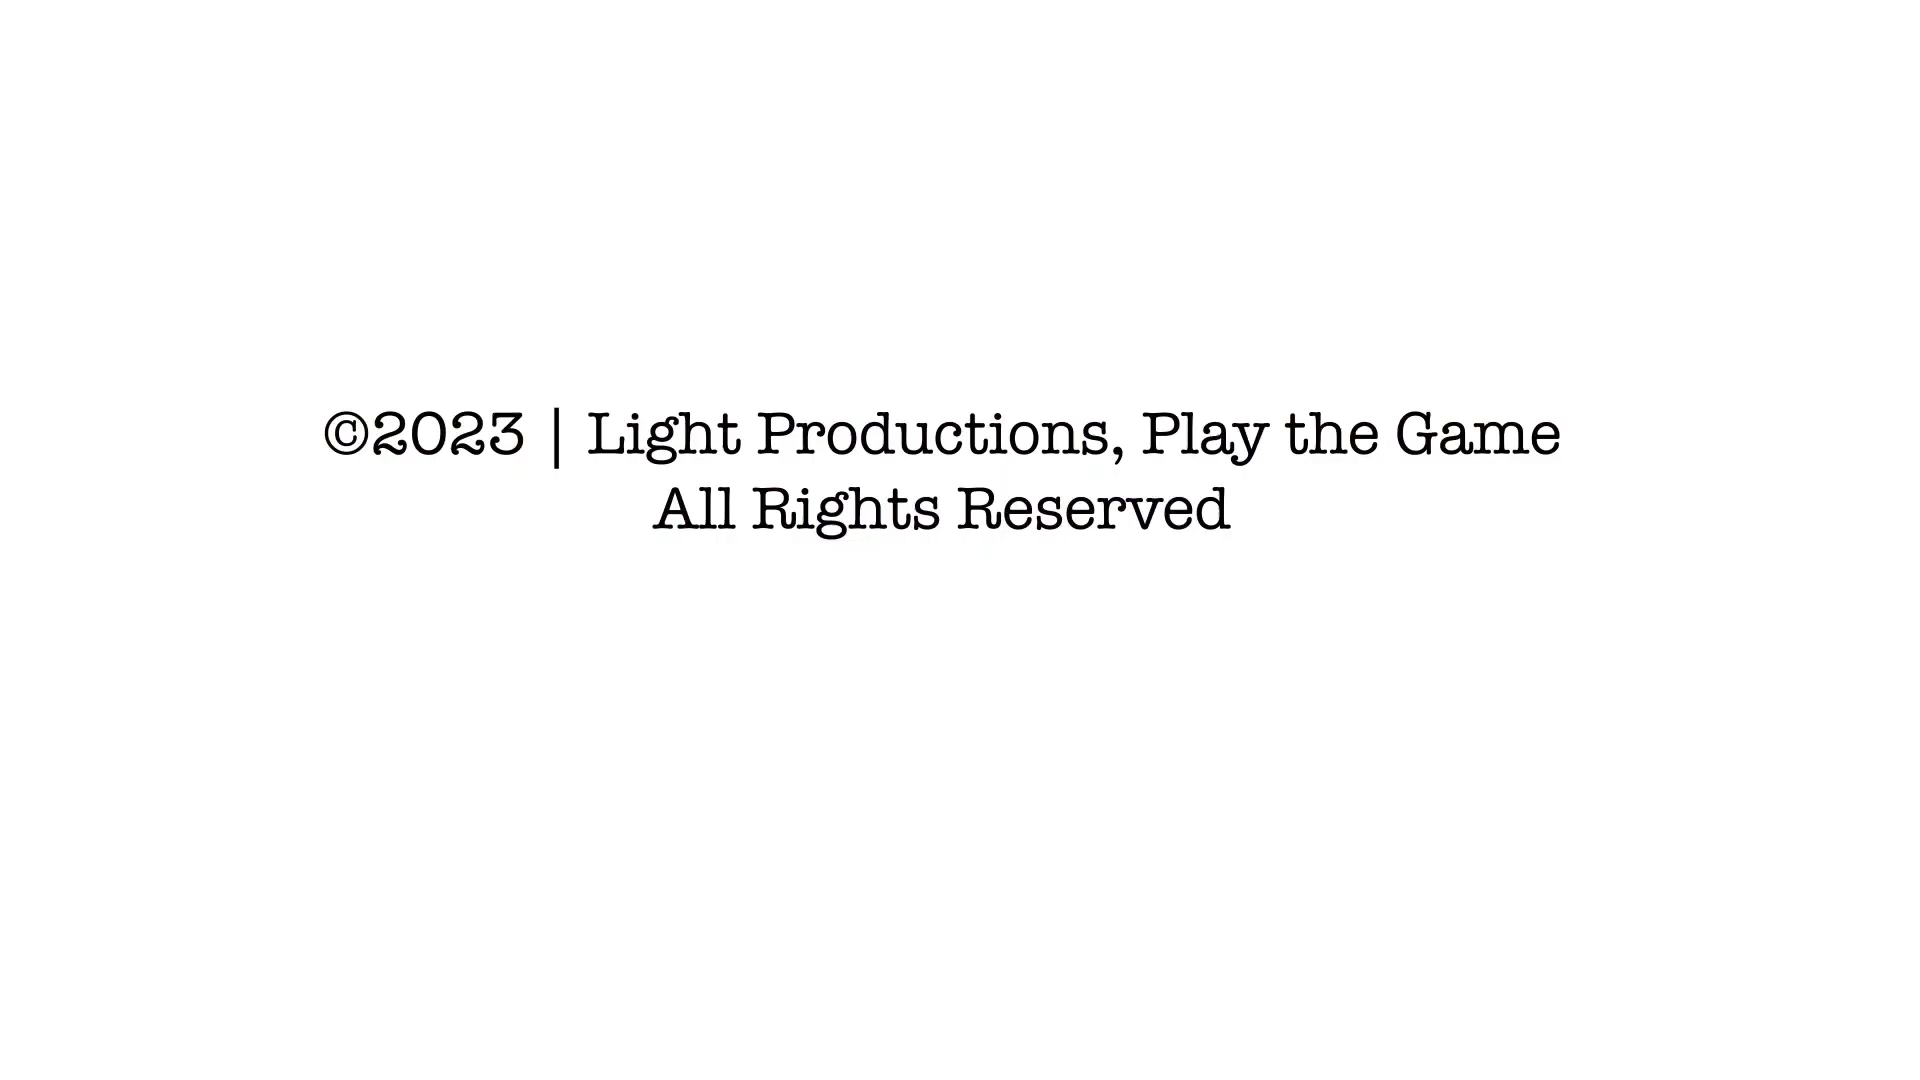 ©2023 | Light Productions, Play the Game
All Rights Reserved